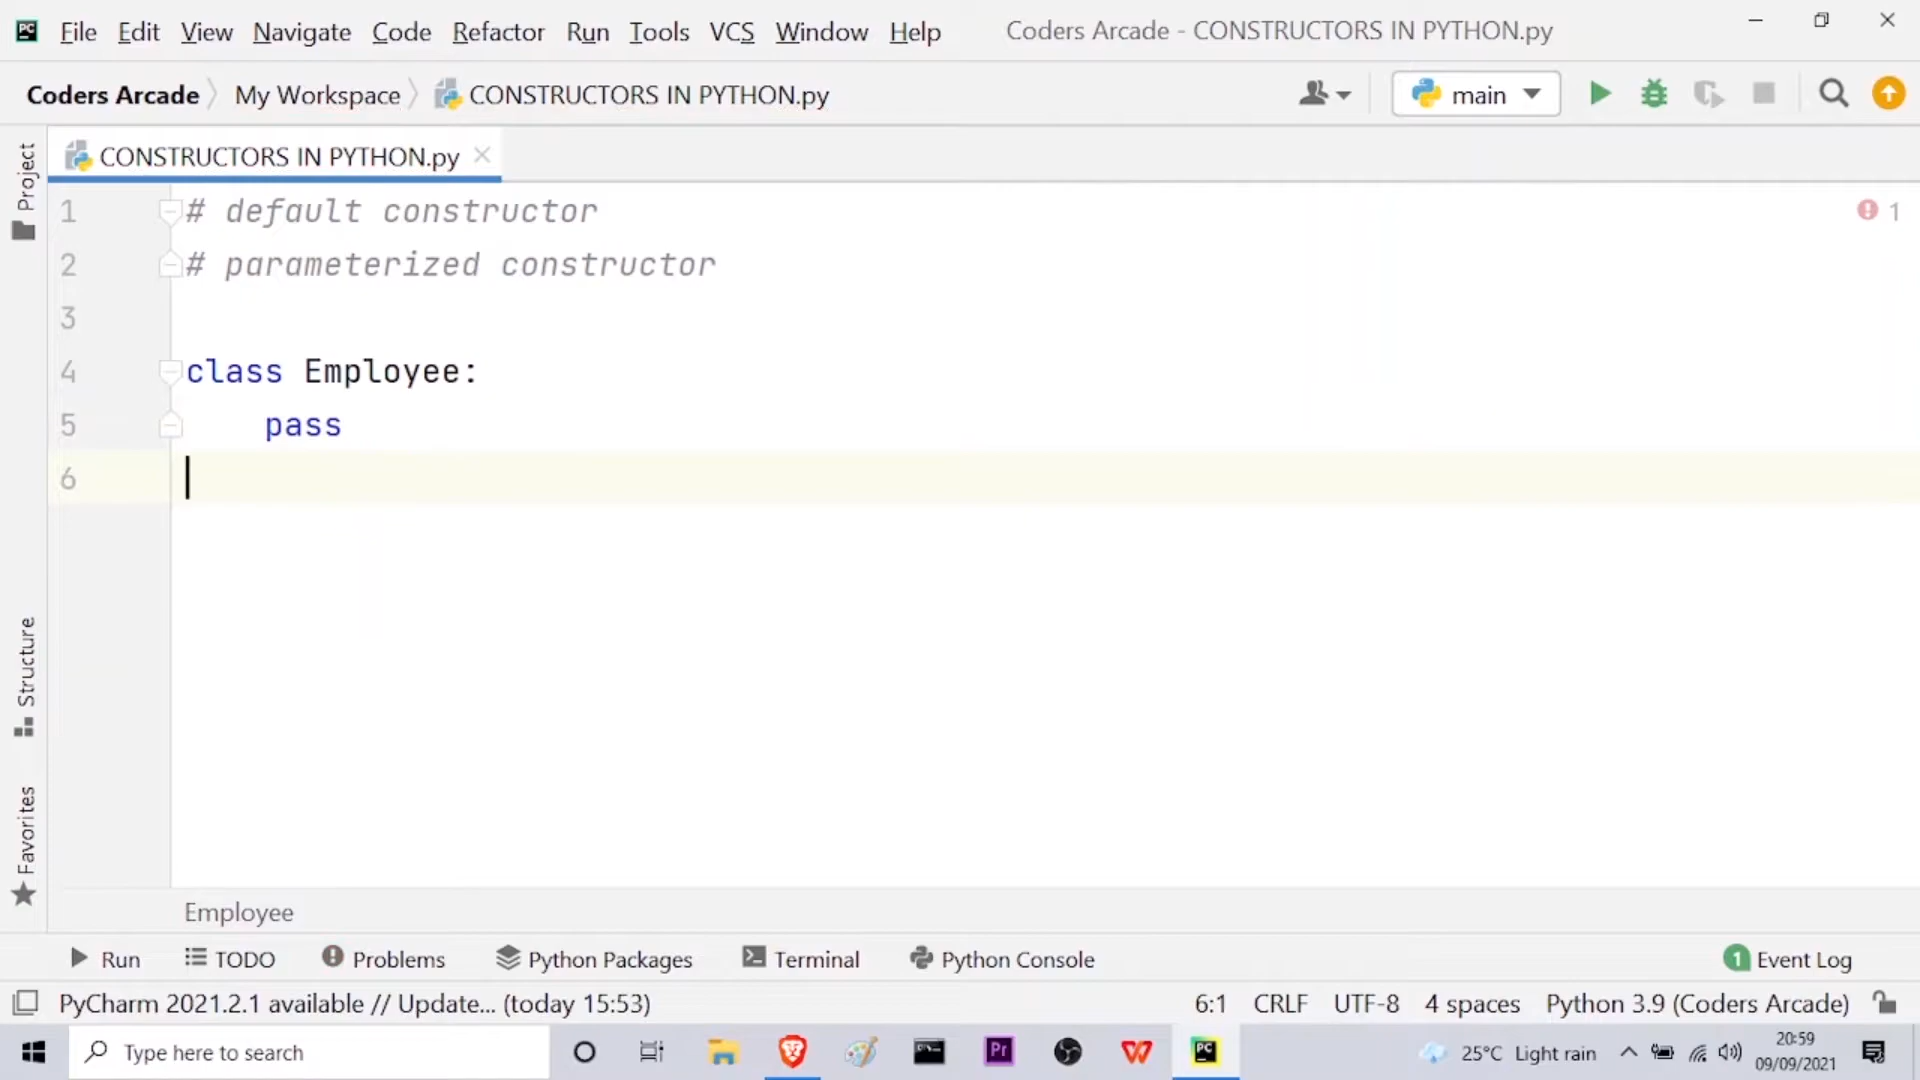 PC File Edit View Navigate Code Refactor Run Tools VCS Window Help Coders Arcade - CONSTRUCTORS IN PYTHON.py
Coders Arcade My Workspace CONSTRUCTORS IN PYTHON.py main
CONSTRUCTORS IN PYTHON.py
Project
1 # default constructor 1
2 # parameterized constructor
3
4 class Employee:
5 pass
6
Structure
Favorites
Employee
Run TODO Problems Python Packages Terminal Python Console 1 Event Log
PyCharm 2021.2.1 available // Update... (today 15:53) 6:1 CRLF UTF-8 4 spaces Python 3.9 (Coders Arcade)
Type here to search Pr PC 25°C Light rain 20:59
09/09/2021